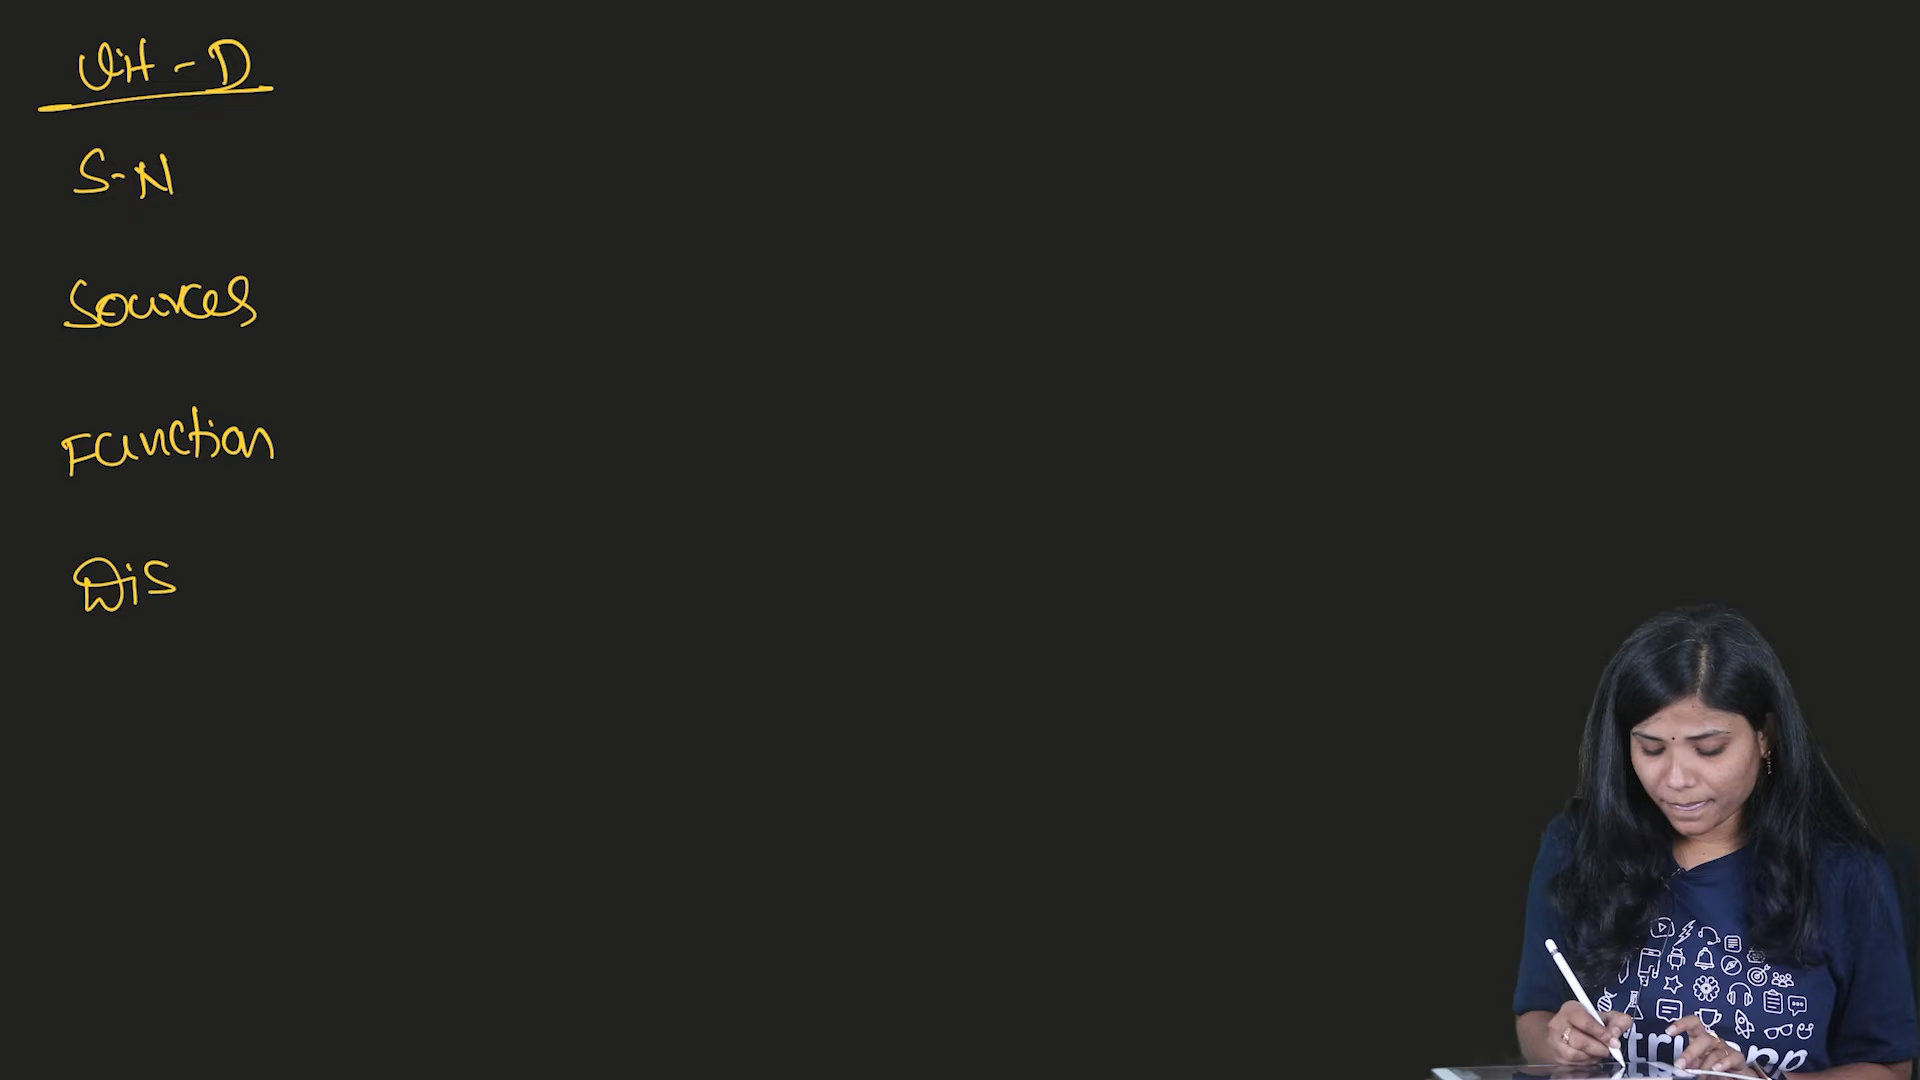 Vit - D
S-N
Sources
Function
Dis